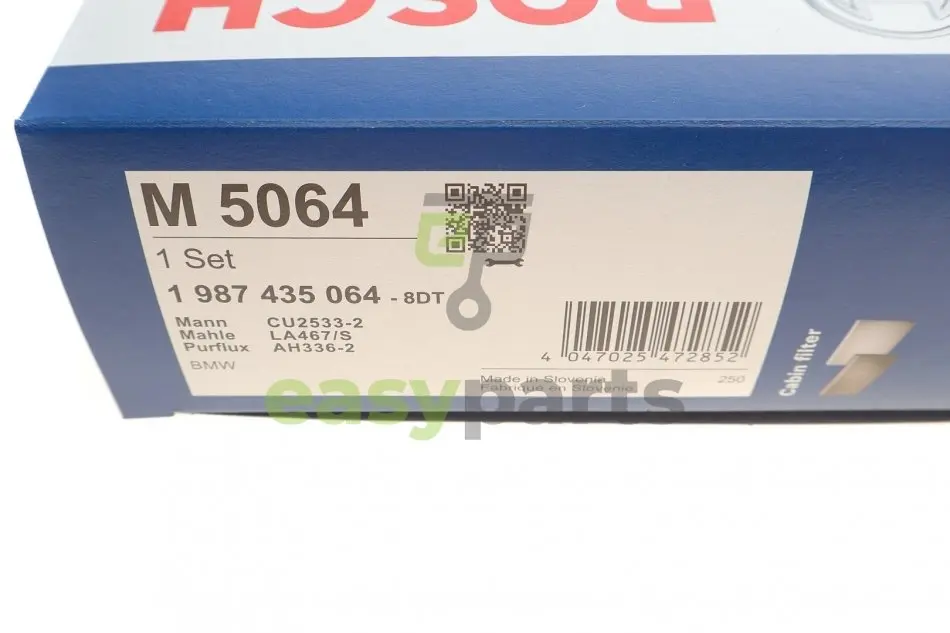 BOSCH
M 5064
1 Set
1 987 435 064 - 8DT
Mann CU2533-2
Mahle LA467/S
Purflux AH336-2
BMW
4 047025 472852
Made in Slovenia
Fabriqué en Slovénie.
250
Cabin filter
easyparts